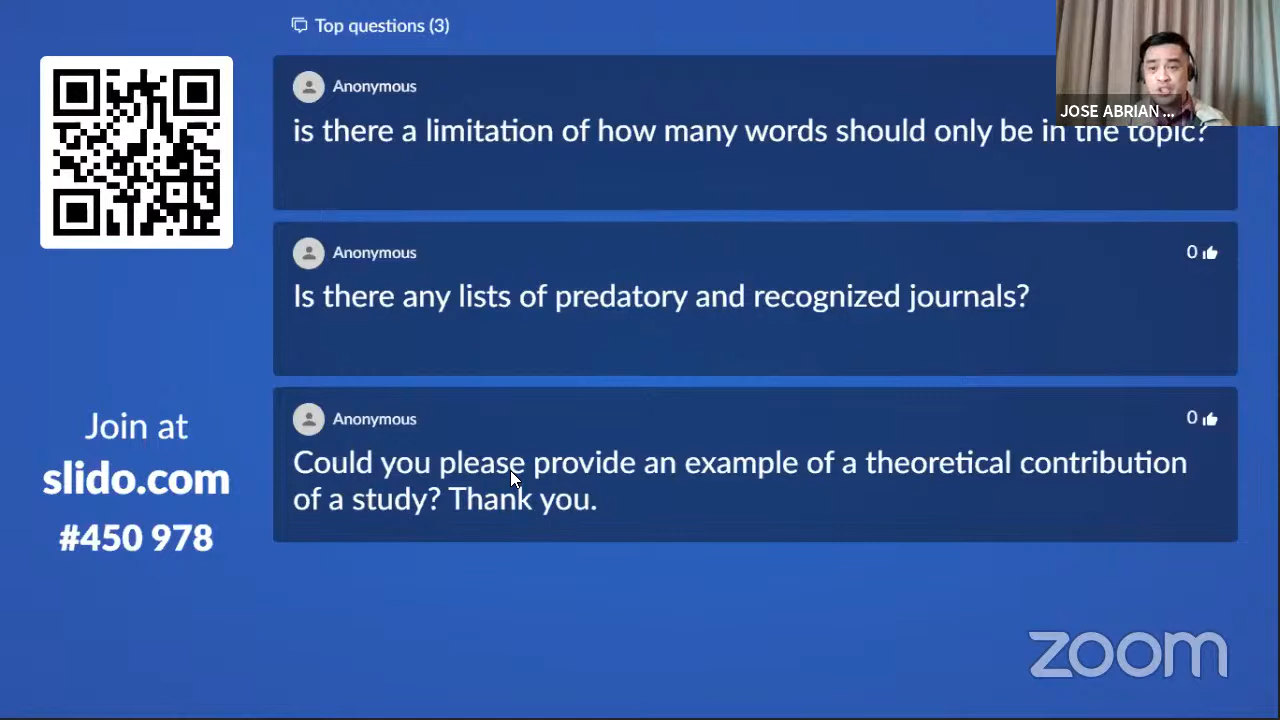 Top questions (3)
Anonymous
is there a limitation of how many words should only be in the topic?
Anonymous
0
Is there any lists of predatory and recognized journals?
Anonymous
0
Could you please provide an example of a theoretical contribution
of a study? Thank you.
Join at
slido.com
#450 978
JOSE ABRIAN ...
zoom